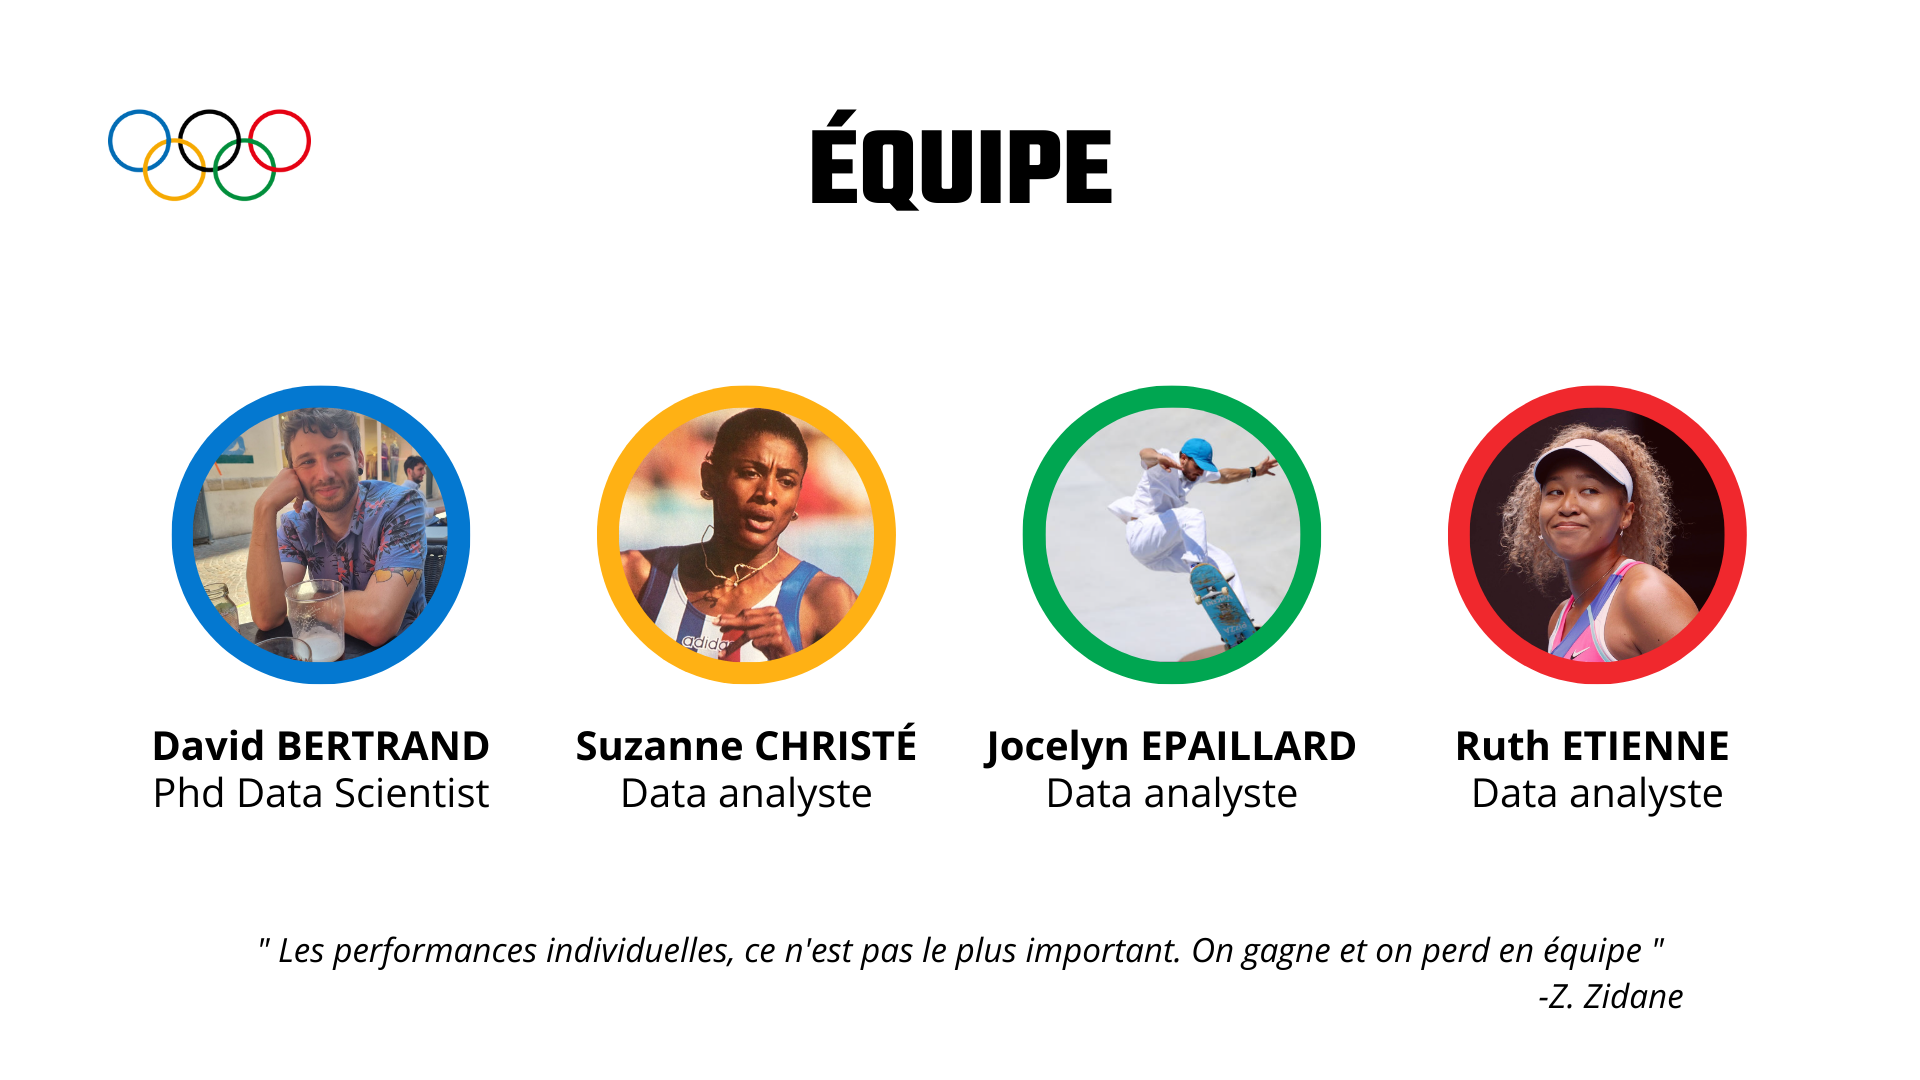 ÉQUIPE
adidas
David BERTRAND
Suzanne CHRISTÉ
Jocelyn EPAILLARD
Ruth ETIENNE
Phd Data Scientist
Data analyste
Data analyste
Data analyste
" Les performances individuelles, ce n'est pas le plus important. On gagne et on perd en équipe "
-Z. Zidane